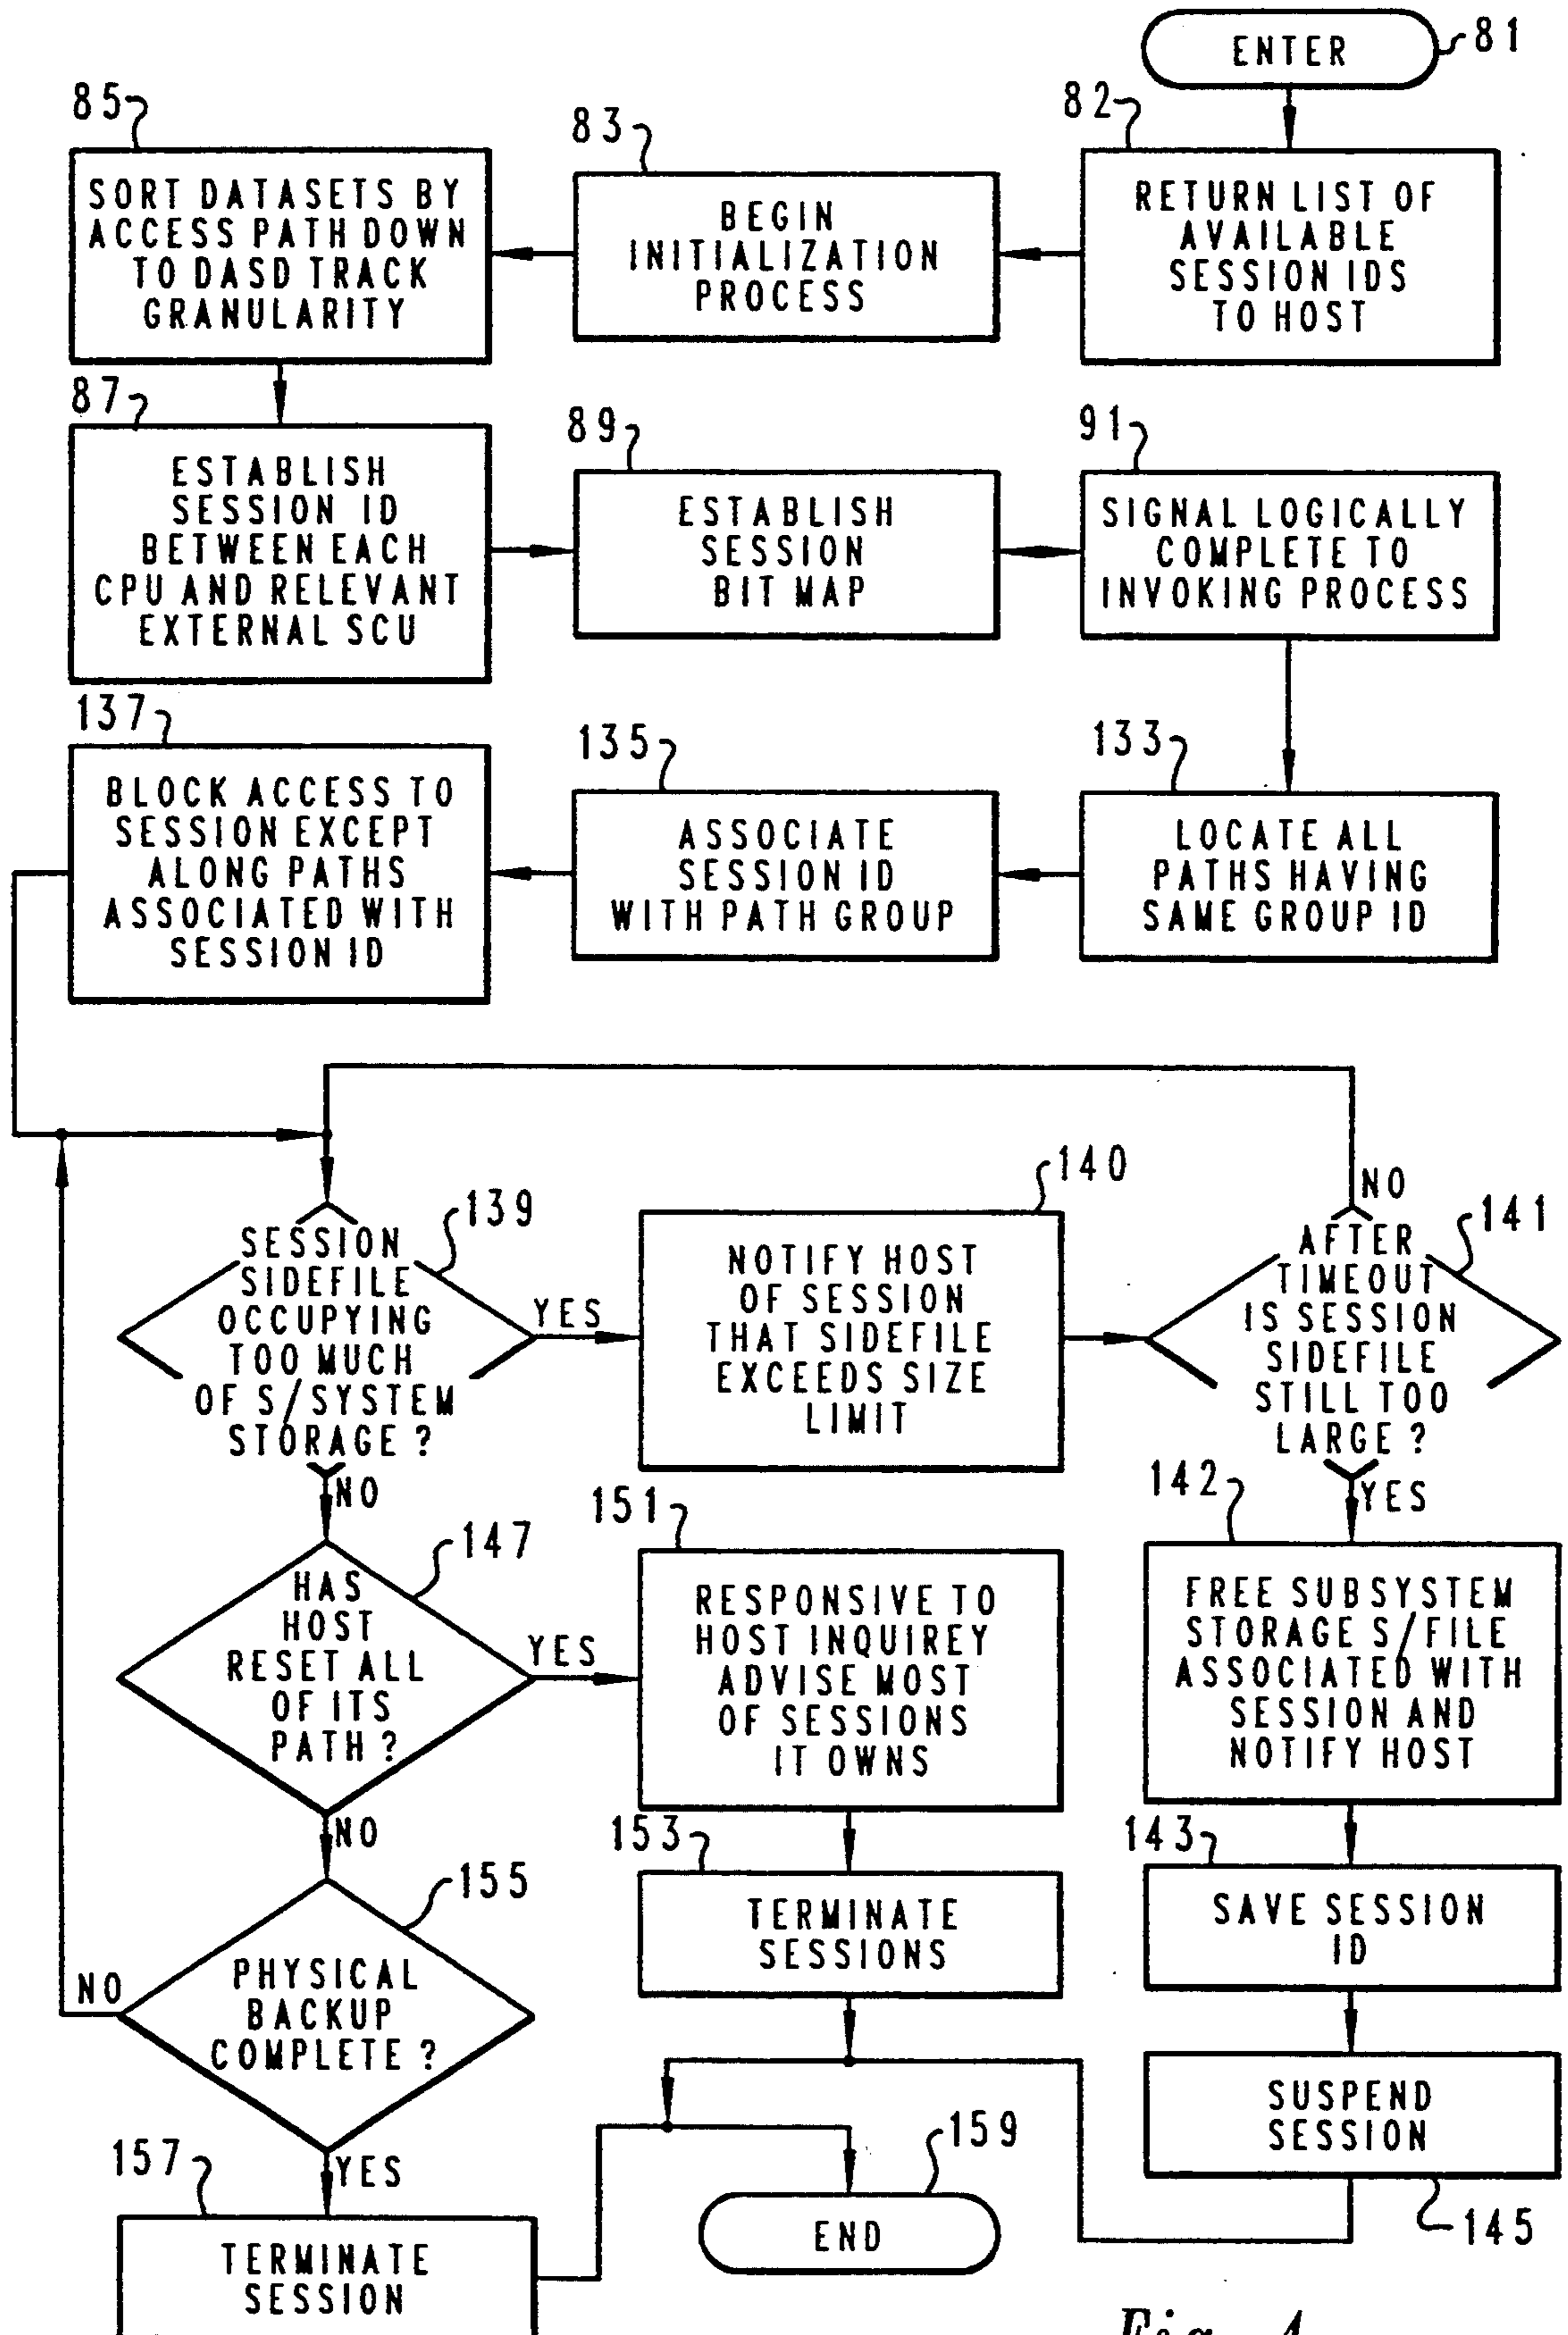 ENTER
81
82
RETURN LIST OF
AVAILABLE
SESSION IDS
TO HOST
83
BEGIN
INITIALIZATION
PROCESS
85
SORT DATASETS BY
ACCESS PATH DOWN
TO DASD TRACK
GRANULARITY
87
ESTABLISH
SESSION ID
BETWEEN EACH
CPU AND RELEVANT
EXTERNAL SCU
89
ESTABLISH
SESSION
BIT MAP
91
SIGNAL LOGICALLY
COMPLETE TO
INVOKING PROCESS
133
LOCATE ALL
PATHS HAVING
SAME GROUP ID
135
ASSOCIATE
SESSION ID
WITH PATH GROUP
137
BLOCK ACCESS TO
SESSION EXCEPT
ALONG PATHS
ASSOCIATED WITH
SESSION ID
139
SESSION
SIDEFILE
OCCUPYING
TOO MUCH
OF S/SYSTEM
STORAGE ?
YES
NO
140
NOTIFY HOST
OF SESSION
THAT SIDEFILE
EXCEEDS SIZE
LIMIT
141
NO
AFTER
TIMEOUT
IS SESSION
SIDEFILE
STILL TOO
LARGE ?
YES
142
FREE SUBSYSTEM
STORAGE S/FILE
ASSOCIATED WITH
SESSION AND
NOTIFY HOST
143
SAVE SESSION
ID
SUSPEND
SESSION
145
147
HAS
HOST
RESET ALL
OF ITS
PATH ?
YES
NO
151
RESPONSIVE TO
HOST INQUIREY
ADVISE MOST
OF SESSIONS
IT OWNS
153
TERMINATE
SESSIONS
155
PHYSICAL
BACKUP
COMPLETE ?
NO
YES
157
TERMINATE
SESSION
159
END